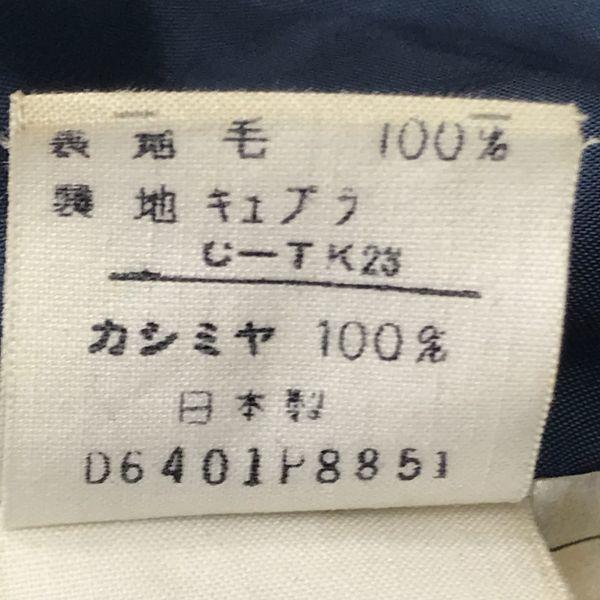 表地 毛 100%
裏地 キュプラ
C-TK23
カシミヤ 100%
日本製
D6401P8851